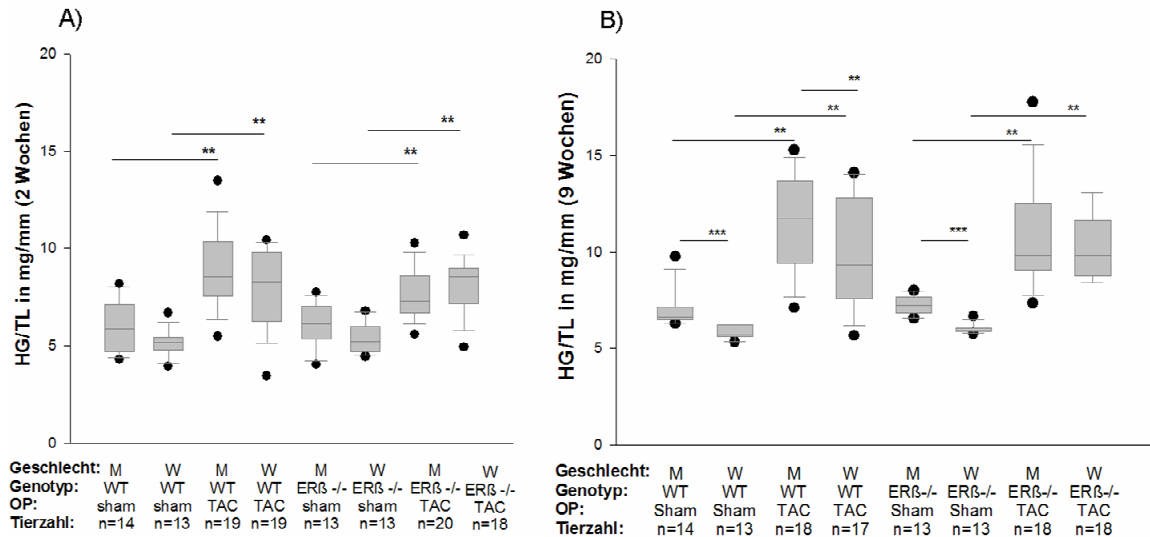 A)
HG/TL in mg/mm (2 Wochen)
20
15
10
5
0
**
**
**
**
Geschlecht: M W M W M W M W
Genotyp: WT WT WT WT ERß -/- ERß -/- ERß -/- ERß -/-
OP: sham sham TAC TAC sham sham TAC TAC
Tierzahl: n=14 n=13 n=19 n=19 n=13 n=13 n=20 n=18
B)
HG/TL in mg/mm (9 Wochen)
20
15
10
5
0
**
**
**
**
**
***
***
Geschlecht: M W M W M W M W
Genotyp: WT WT WT WT ERß-/- ERß-/- ERß-/- ERß-/-
OP: Sham Sham TAC TAC Sham Sham TAC TAC
Tierzahl: n=14 n=13 n=18 n=17 n=13 n=13 n=18 n=18